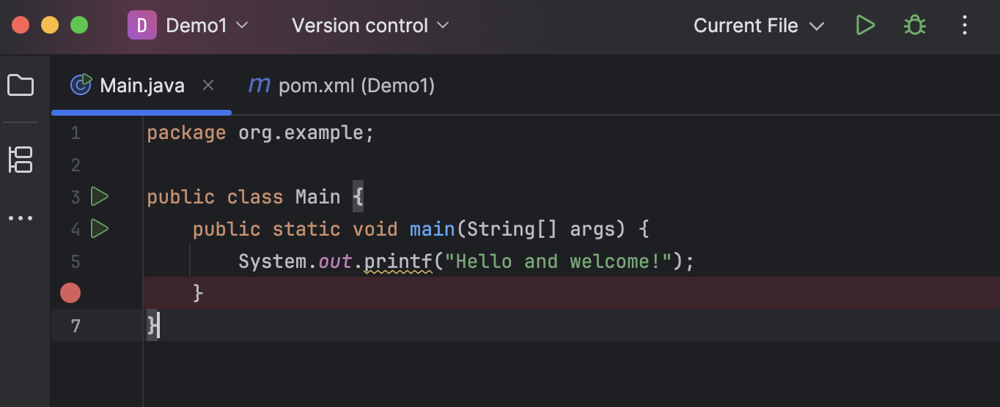 D Demo1 Version control Current File
Main.java m pom.xml (Demo1)
1 package org.example;
2
3 public class Main {
4 public static void main(String[] args) {
5 System.out.printf("Hello and welcome!");
}
7 }